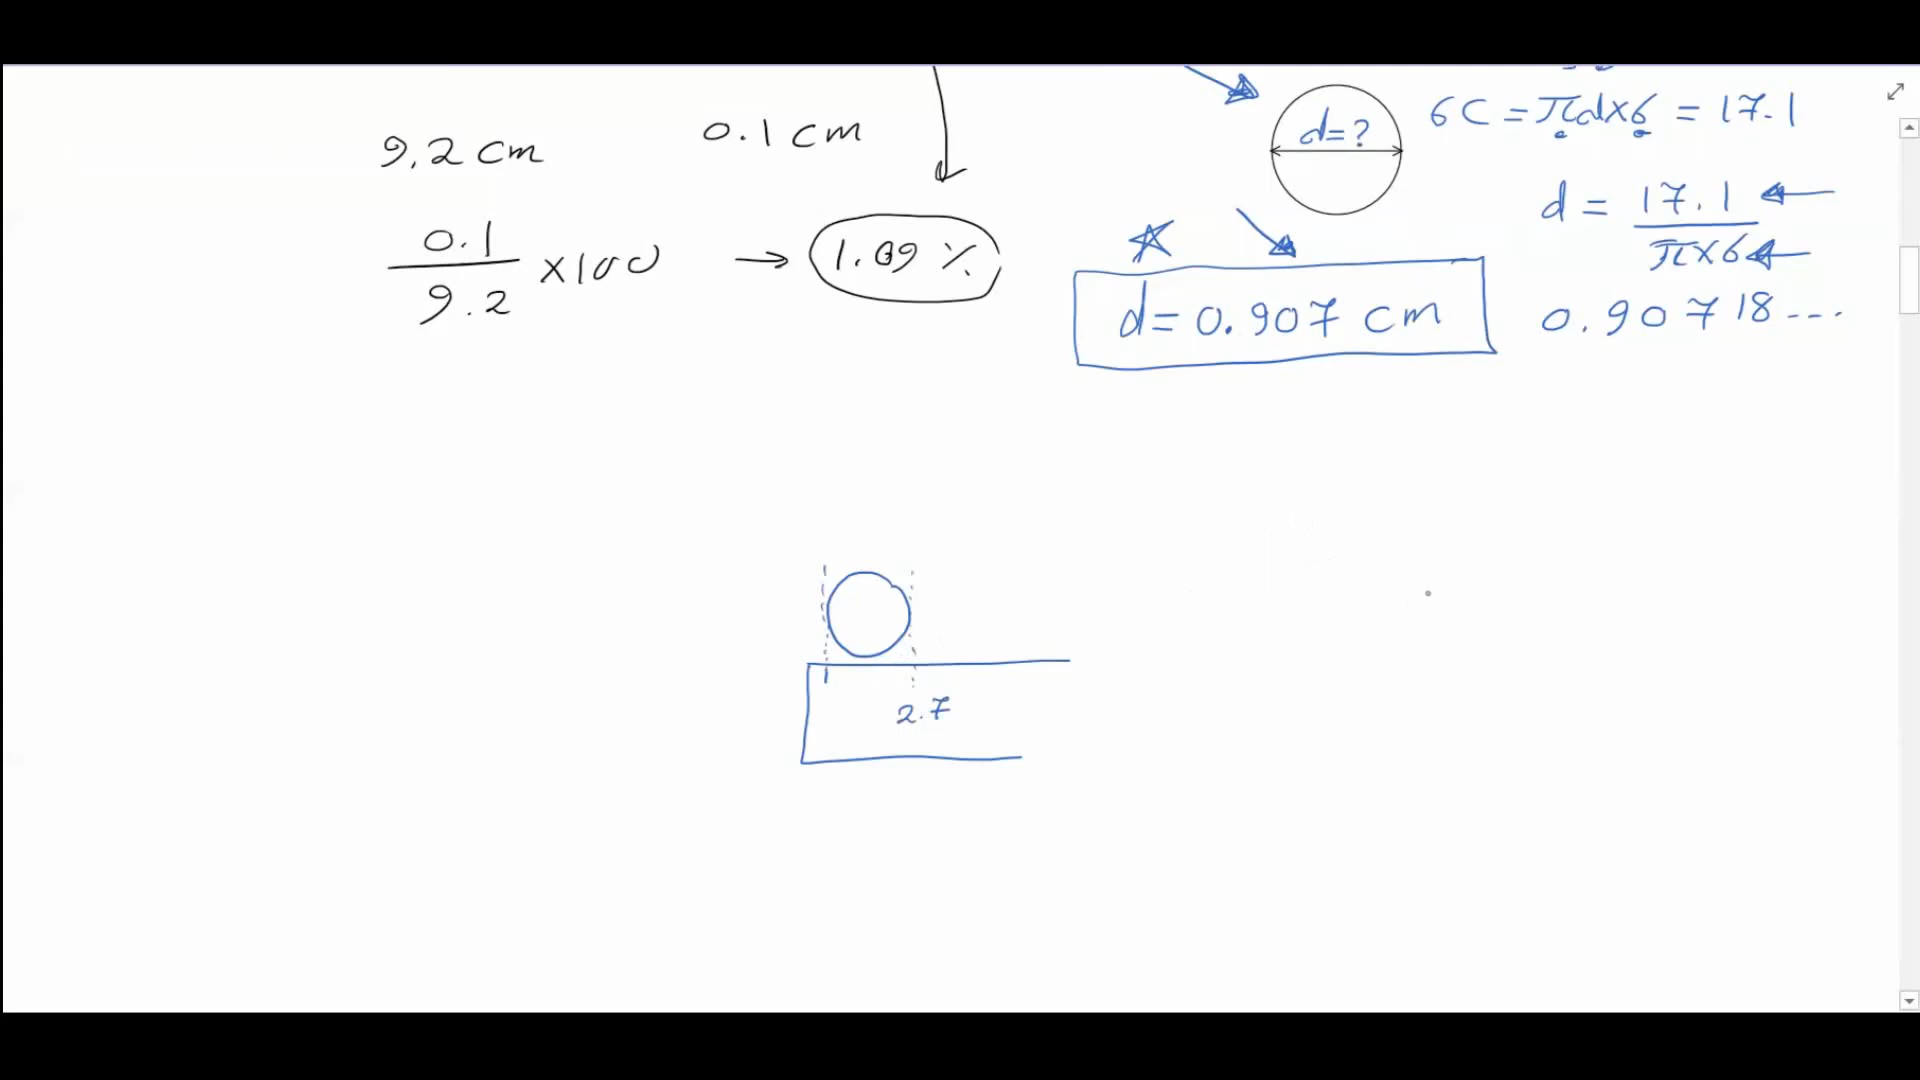 9.2 cm
0.1 cm
0.1
9.2
×100 → 1.09 %
d=?
6C = πd×6 = 17.1
d = 17.1
π×6
d = 0.907 cm
0.90718...
2.7